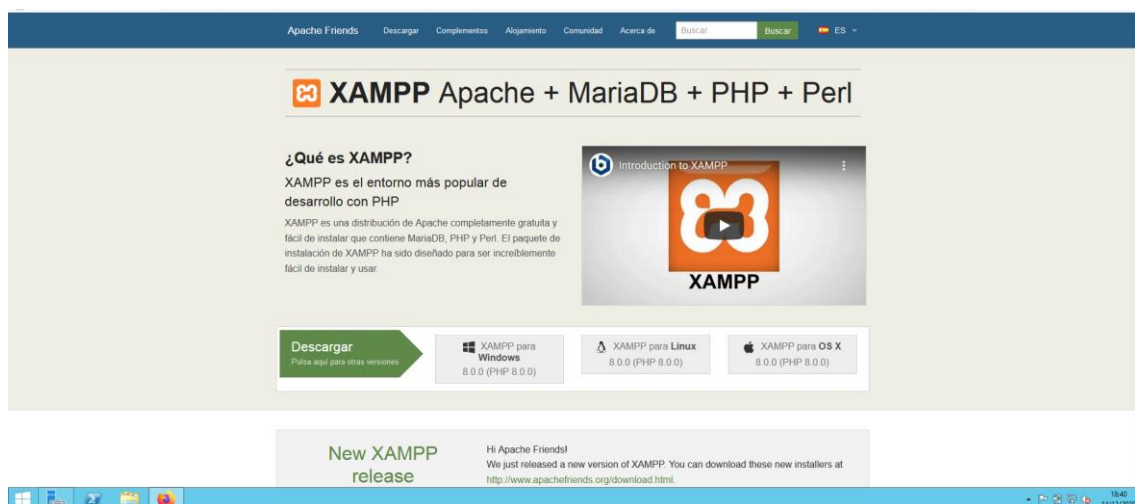 Apache Friends Descargar Complementos Alojamiento Comunidad Acerca de Buscar Buscar ES
XAMPP Apache + MariaDB + PHP + Perl
¿Qué es XAMPP?
XAMPP es el entorno más popular de
desarrollo con PHP
XAMPP es una distribución de Apache completamente gratuita y
fácil de instalar que contiene MariaDB, PHP y Perl. El paquete de
instalación de XAMPP ha sido diseñado para ser increíblemente
fácil de instalar y usar.
Introduction to XAMPP
XAMPP
Descargar
Pulsa aquí para otras versiones
XAMPP para
Windows
8.0.0 (PHP 8.0.0)
XAMPP para Linux
8.0.0 (PHP 8.0.0)
XAMPP para OS X
8.0.0 (PHP 8.0.0)
New XAMPP
release
Hi Apache Friends!
We just released a new version of XAMPP. You can download these new installers at
http://www.apachefriends.org/download.html.
18:40